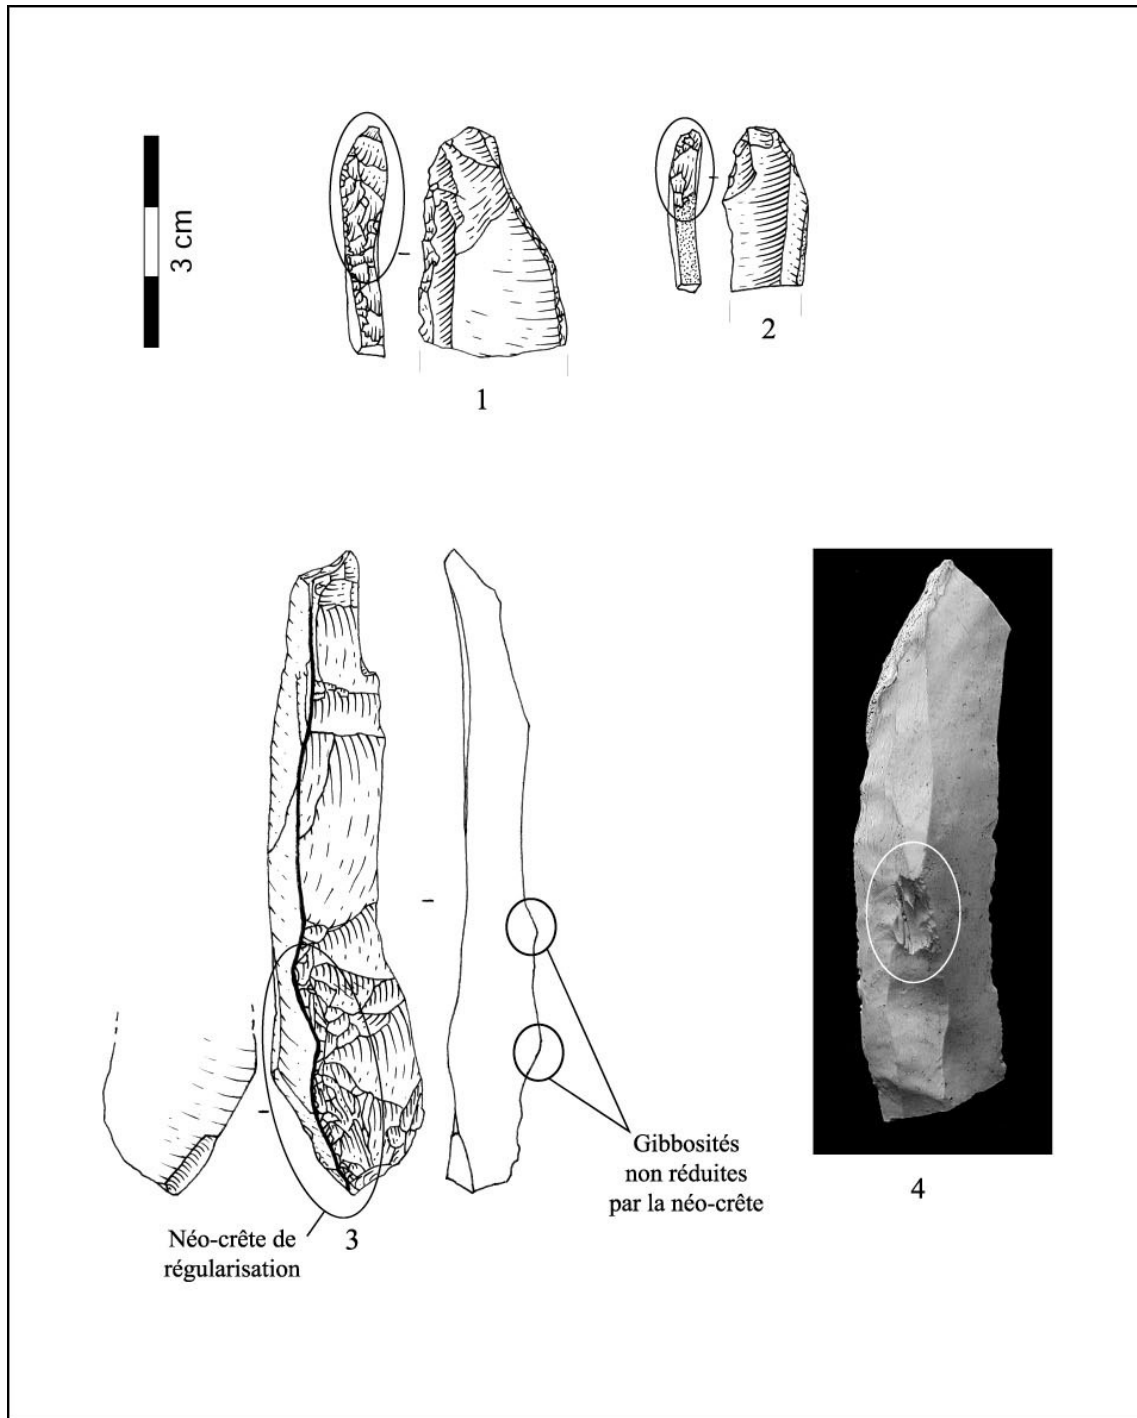 3 cm
1
2
Gibbosités
non réduites
par la néo-crête
4
3
Néo-crête de
régularisation